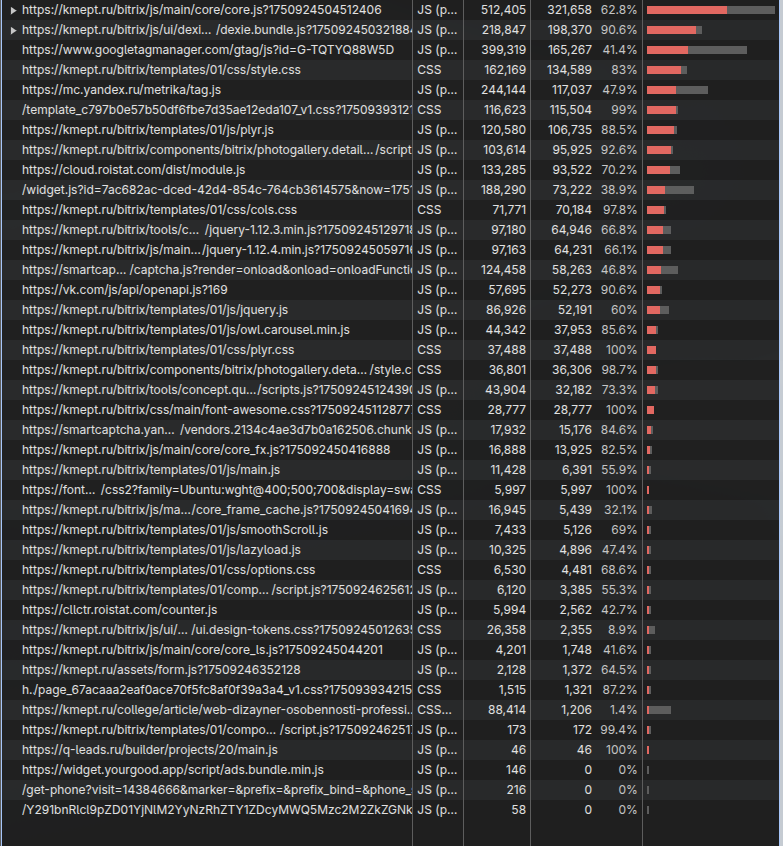 https://kmept.ru/bitrix/js/main/core/core.js?1750924504512406 JS (p... 512,405 321,658 62.8%
https://kmept.ru/bitrix/js/ui/dexi... /dexie.bundle.js?1750924503218847 JS (p... 218,847 198,370 90.6%
https://www.googletagmanager.com/gtag/js?id=G-TQTYQ88W5D JS (p... 399,319 165,267 41.4%
https://kmept.ru/bitrix/templates/01/css/style.css CSS 162,169 134,589 83%
https://mc.yandex.ru/metrika/tag.js JS (p... 244,144 117,037 47.9%
/template_c797b0e57b50df6fbe7d35ae12eda107_v1.css?1750939312 CSS 116,623 115,504 99%
https://kmept.ru/bitrix/templates/01/js/plyr.js JS (p... 120,580 106,735 88.5%
https://kmept.ru/bitrix/components/bitrix/photogallery.detail... /script JS (p... 103,614 95,925 92.6%
https://cloud.roistat.com/dist/module.js JS (p... 133,285 93,522 70.2%
/widget.js?id=7ac682ac-dced-42d4-854c-764cb3614575&now=175 JS (p... 188,290 73,222 38.9%
https://kmept.ru/bitrix/templates/01/css/cols.css CSS 71,771 70,184 97.8%
https://kmept.ru/bitrix/tools/c... /jquery-1.12.3.min.js?1750924512971 JS (p... 97,180 64,946 66.8%
https://kmept.ru/bitrix/js/main.../jquery-1.12.4.min.js?175092450597 JS (p... 97,163 64,231 66.1%
https://smartcap... /captcha.js?render=onload&onload=onloadFuncti JS (p... 124,458 58,263 46.8%
https://vk.com/js/api/openapi.js?169 JS (p... 57,695 52,273 90.6%
https://kmept.ru/bitrix/templates/01/js/jquery.js JS (p... 86,926 52,191 60%
https://kmept.ru/bitrix/templates/01/js/owl.carousel.min.js JS (p... 44,342 37,953 85.6%
https://kmept.ru/bitrix/templates/01/css/plyr.css CSS 37,488 37,488 100%
https://kmept.ru/bitrix/components/bitrix/photogallery.deta... /style.c CSS 36,801 36,306 98.7%
https://kmept.ru/bitrix/tools/concept.qu... /scripts.js?175092451243 JS (p... 43,904 32,182 73.3%
https://kmept.ru/bitrix/css/main/font-awesome.css?175092451128777 CSS 28,777 28,777 100%
https://smartcaptcha.yan... /vendors.2134c4ae3d7b0a162506.chunk JS (p... 17,932 15,176 84.6%
https://kmept.ru/bitrix/js/main/core/core_fx.js?175092450416888 JS (p... 16,888 13,925 82.5%
https://kmept.ru/bitrix/templates/01/js/main.js JS (p... 11,428 6,391 55.9%
https://font... /css2?family=Ubuntu:wght@400;500;700&display=swa CSS 5,997 5,997 100%
https://kmept.ru/bitrix/js/ma.../core_frame_cache.js?17509245041694 JS (p... 16,945 5,439 32.1%
https://kmept.ru/bitrix/templates/01/js/smoothScroll.js JS (p... 7,433 5,126 69%
https://kmept.ru/bitrix/templates/01/js/lazyload.js JS (p... 10,325 4,896 47.4%
https://kmept.ru/bitrix/templates/01/css/options.css CSS 6,530 4,481 68.6%
https://kmept.ru/bitrix/templates/01/comp... /script.js?175092462561 JS (p... 6,120 3,385 55.3%
https://cllctr.roistat.com/counter.js JS (p... 5,994 2,562 42.7%
https://kmept.ru/bitrix/js/ui/... /ui.design-tokens.css?17509245012635 CSS 26,358 2,355 8.9%
https://kmept.ru/bitrix/js/main/core/core_ls.js?17509245044201 JS (p... 4,201 1,748 41.6%
https://kmept.ru/assets/form.js?17509246352128 JS (p... 2,128 1,372 64.5%
h./page_67acaaa2eaf0ace70f5fc8af0f39a3a4_v1.css?175093934215 CSS 1,515 1,321 87.2%
https://kmept.ru/college/article/web-dizayner-osobennosti-professi... CSS... 88,414 1,206 1.4%
https://kmept.ru/bitrix/templates/01/compo... /script.js?1750924625 JS (p... 173 172 99.4%
https://q-leads.ru/builder/projects/20/main.js JS (p... 46 46 100%
https://widget.yourgood.app/script/ads.bundle.min.js JS (p... 146 0 0%
/get-phone?visit=14384666&marker=&prefix=&prefix_bind=&phone_ JS (p... 216 0 0%
/Y291bnRlcl9pZD01YjNlM2YyNzRhZTY1ZDcyMWQ5Mzc2M2ZkZGNk JS (p... 58 0 0%